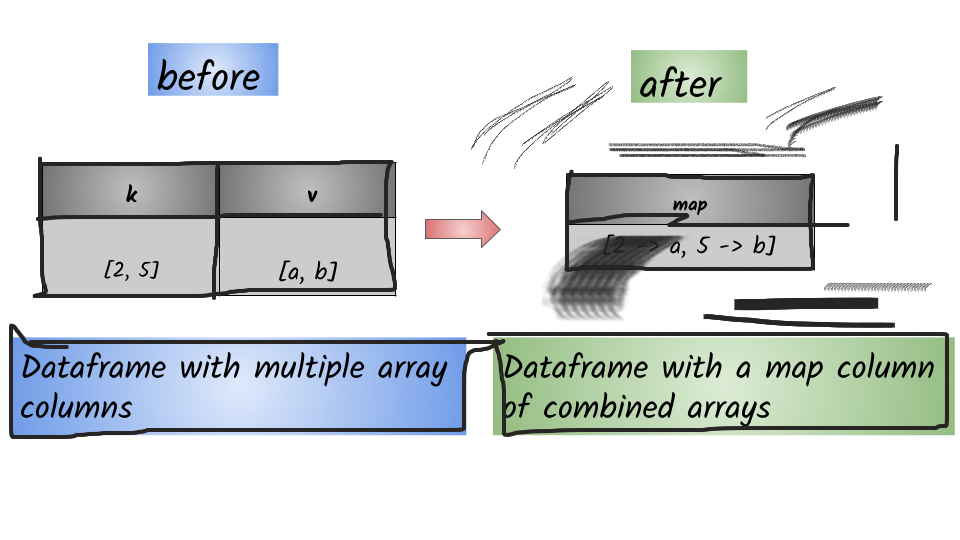 before
after
k
v
map
[2, 5]
[a, b]
[2 -> a, 5 -> b]
Dataframe with multiple array
columns
Dataframe with a map column
of combined arrays